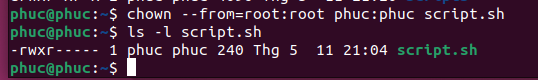 phuc@phuc:~$ chown --from=root:root phuc:phuc script.sh
phuc@phuc:~$ ls -l script.sh
-rwxr----- 1 phuc phuc 240 Thg 5  11 21:04 script.sh
phuc@phuc:~$